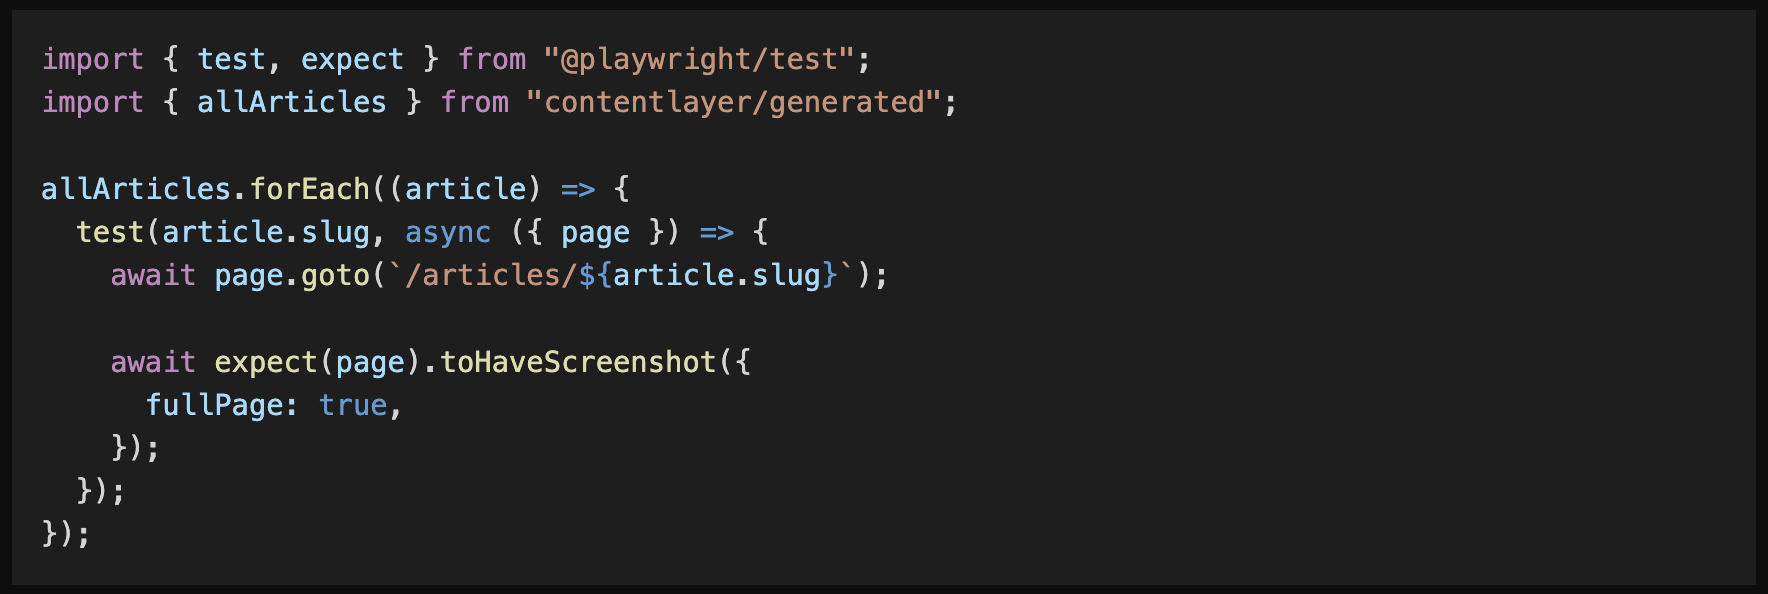 import { test, expect } from "@playwright/test";
import { allArticles } from "contentlayer/generated";

allArticles.forEach((article) => {
  test(article.slug, async ({ page }) => {
    await page.goto(`/articles/${article.slug}`);

    await expect(page).toHaveScreenshot({
      fullPage: true,
    });
  });
});